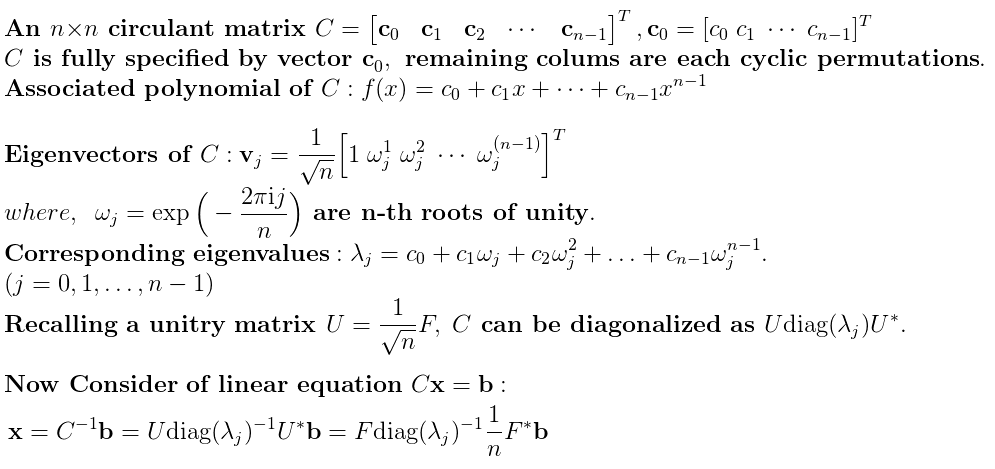 An n×n circulant matrix C = [c₀ c₁ c₂ ⋯ cₙ₋₁]ᵀ, c₀ = [c₀ c₁ ⋯ cₙ₋₁]ᵀ
C is fully specified by vector c₀, remaining colums are each cyclic permutations.
Associated polynomial of C : f(x) = c₀ + c₁x + ⋯ + cₙ₋₁xⁿ⁻¹
Eigenvectors of C : vⱼ = 1/√n [1 ωⱼ¹ ωⱼ² ⋯ ωⱼ⁽ⁿ⁻¹⁾]ᵀ
where, ωⱼ = exp(− 2πij/n) are n-th roots of unity.
Corresponding eigenvalues : λⱼ = c₀ + c₁ωⱼ + c₂ωⱼ² + … + cₙ₋₁ωⱼⁿ⁻¹.
(j = 0, 1, …, n − 1)
Recalling a unitry matrix U = 1/√n F, C can be diagonalized as Udiag(λⱼ)U*.
Now Consider of linear equation Cx = b :
x = C⁻¹b = Udiag(λⱼ)⁻¹U*b = Fdiag(λⱼ)⁻¹ 1/n F*b